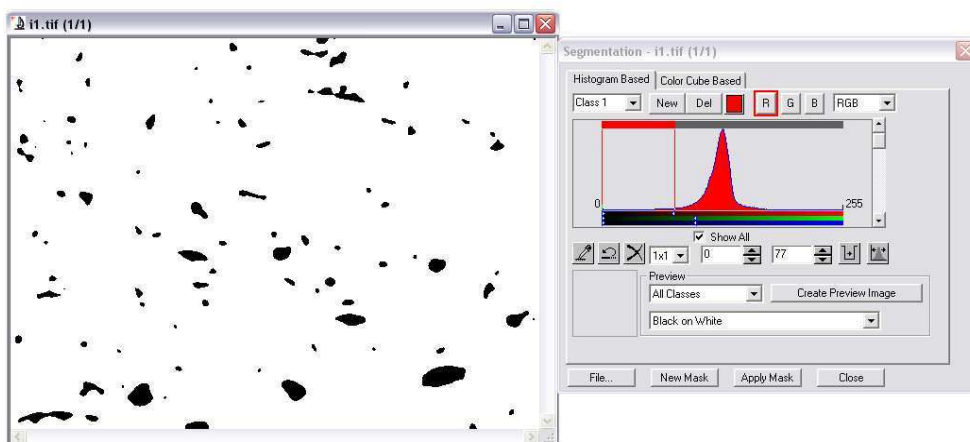 i1.tif (1/1)
Segmentation - i1.tif (1/1)
Histogram Based Color Cube Based
Class 1 New Del R G B RGB
0 255
Show All
1x1 0 77
Preview
All Classes Create Preview Image
Black on White
File... New Mask Apply Mask Close